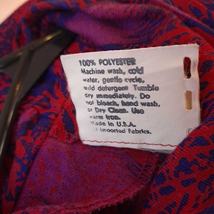 100% POLYESTER
Machine wash, cold
water, gentle cycle,
mild detergent Tumble
dry immediately. Do
not bleach, hand wash
or Dry Clean. Use
warm Iron.
Made in U.S.A.
Imported Fabrics.